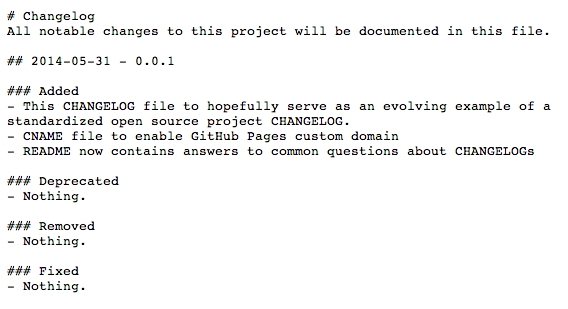 # Changelog
All notable changes to this project will be documented in this file.
## 2014-05-31 - 0.0.1
### Added
- This CHANGELOG file to hopefully serve as an evolving example of a
standardized open source project CHANGELOG.
- CNAME file to enable GitHub Pages custom domain
- README now contains answers to common questions about CHANGELOGs
### Deprecated
- Nothing.
### Removed
- Nothing.
### Fixed
- Nothing.